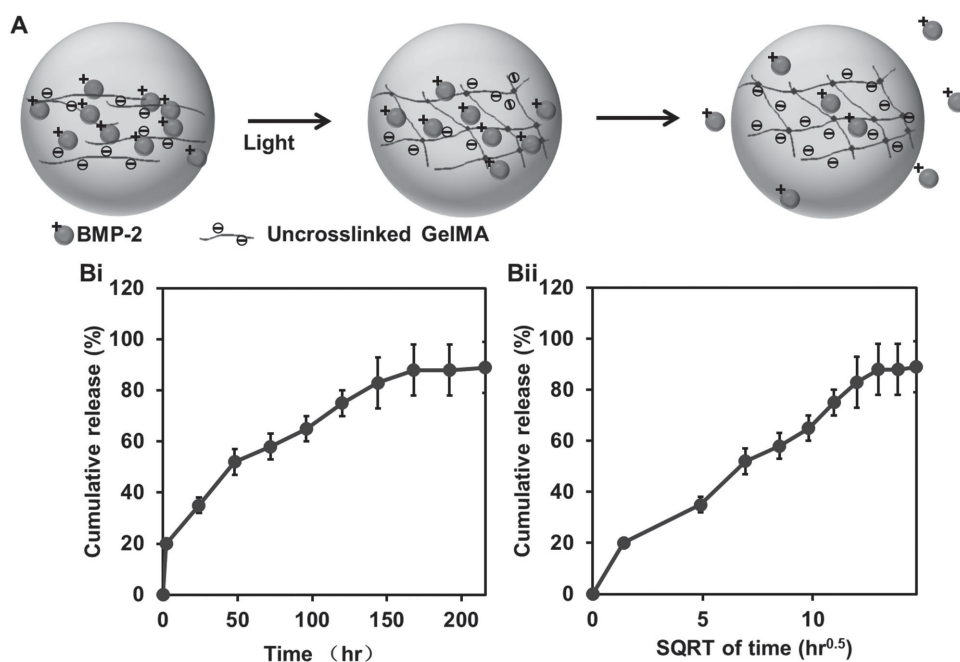 A
Light
BMP-2
Uncrosslinked GelMA
Bi
120
100
80
60
40
20
0
Cumulative release (%)
0
50
100
150
200
Time （hr）
Bii
120
100
80
60
40
20
0
Cumulative release (%)
0
5
10
SQRT of time (hr⁰·⁵)